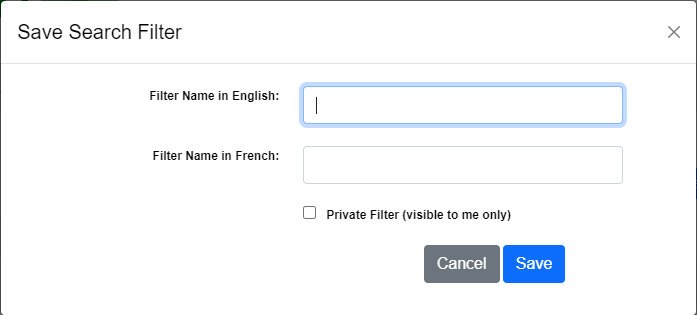 Save Search Filter
Filter Name in English:
Filter Name in French:
Private Filter (visible to me only)
Cancel Save